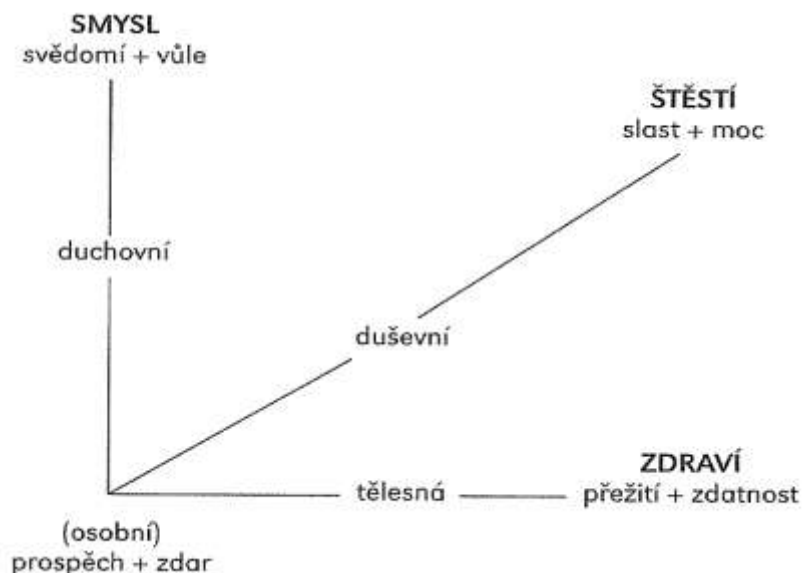 SMYSL
svědomí + vůle
ŠTĚSTÍ
slast + moc
duchovní
duševní
ZDRAVÍ
tělesná
přežití + zdatnost
(osobní)
prospěch + zdar